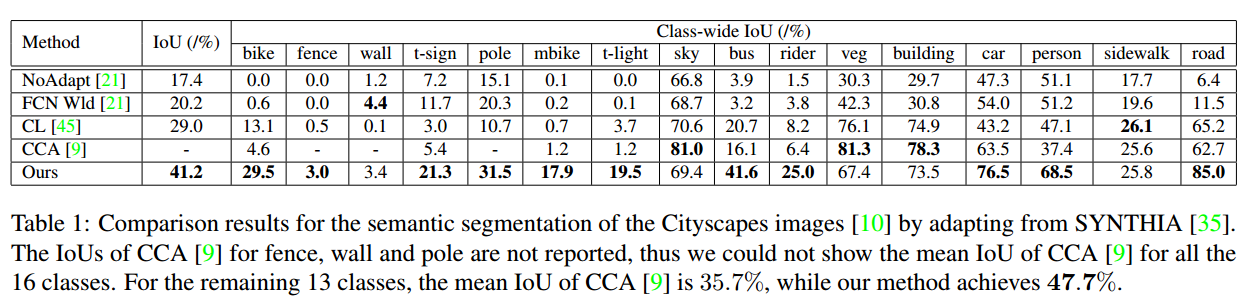 Method IoU (/%) Class-wide IoU (/%)
bike fence wall t-sign pole mbike t-light sky bus rider veg building car person sidewalk road
NoAdapt [21] 17.4 0.0 0.0 1.2 7.2 15.1 0.1 0.0 66.8 3.9 1.5 30.3 29.7 47.3 51.1 17.7 6.4
FCN Wld [21] 20.2 0.6 0.0 4.4 11.7 20.3 0.2 0.1 68.7 3.2 3.8 42.3 30.8 54.0 51.2 19.6 11.5
CL [45] 29.0 13.1 0.5 0.1 3.0 10.7 0.7 3.7 70.6 20.7 8.2 76.1 74.9 43.2 47.1 26.1 65.2
CCA [9] - 4.6 - - 5.4 - 1.2 1.2 81.0 16.1 6.4 81.3 78.3 63.5 37.4 25.6 62.7
Ours 41.2 29.5 3.0 3.4 21.3 31.5 17.9 19.5 69.4 41.6 25.0 67.4 73.5 76.5 68.5 25.8 85.0
Table 1: Comparison results for the semantic segmentation of the Cityscapes images [10] by adapting from SYNTHIA [35].
The IoUs of CCA [9] for fence, wall and pole are not reported, thus we could not show the mean IoU of CCA [9] for all the
16 classes. For the remaining 13 classes, the mean IoU of CCA [9] is 35.7%, while our method achieves 47.7%.